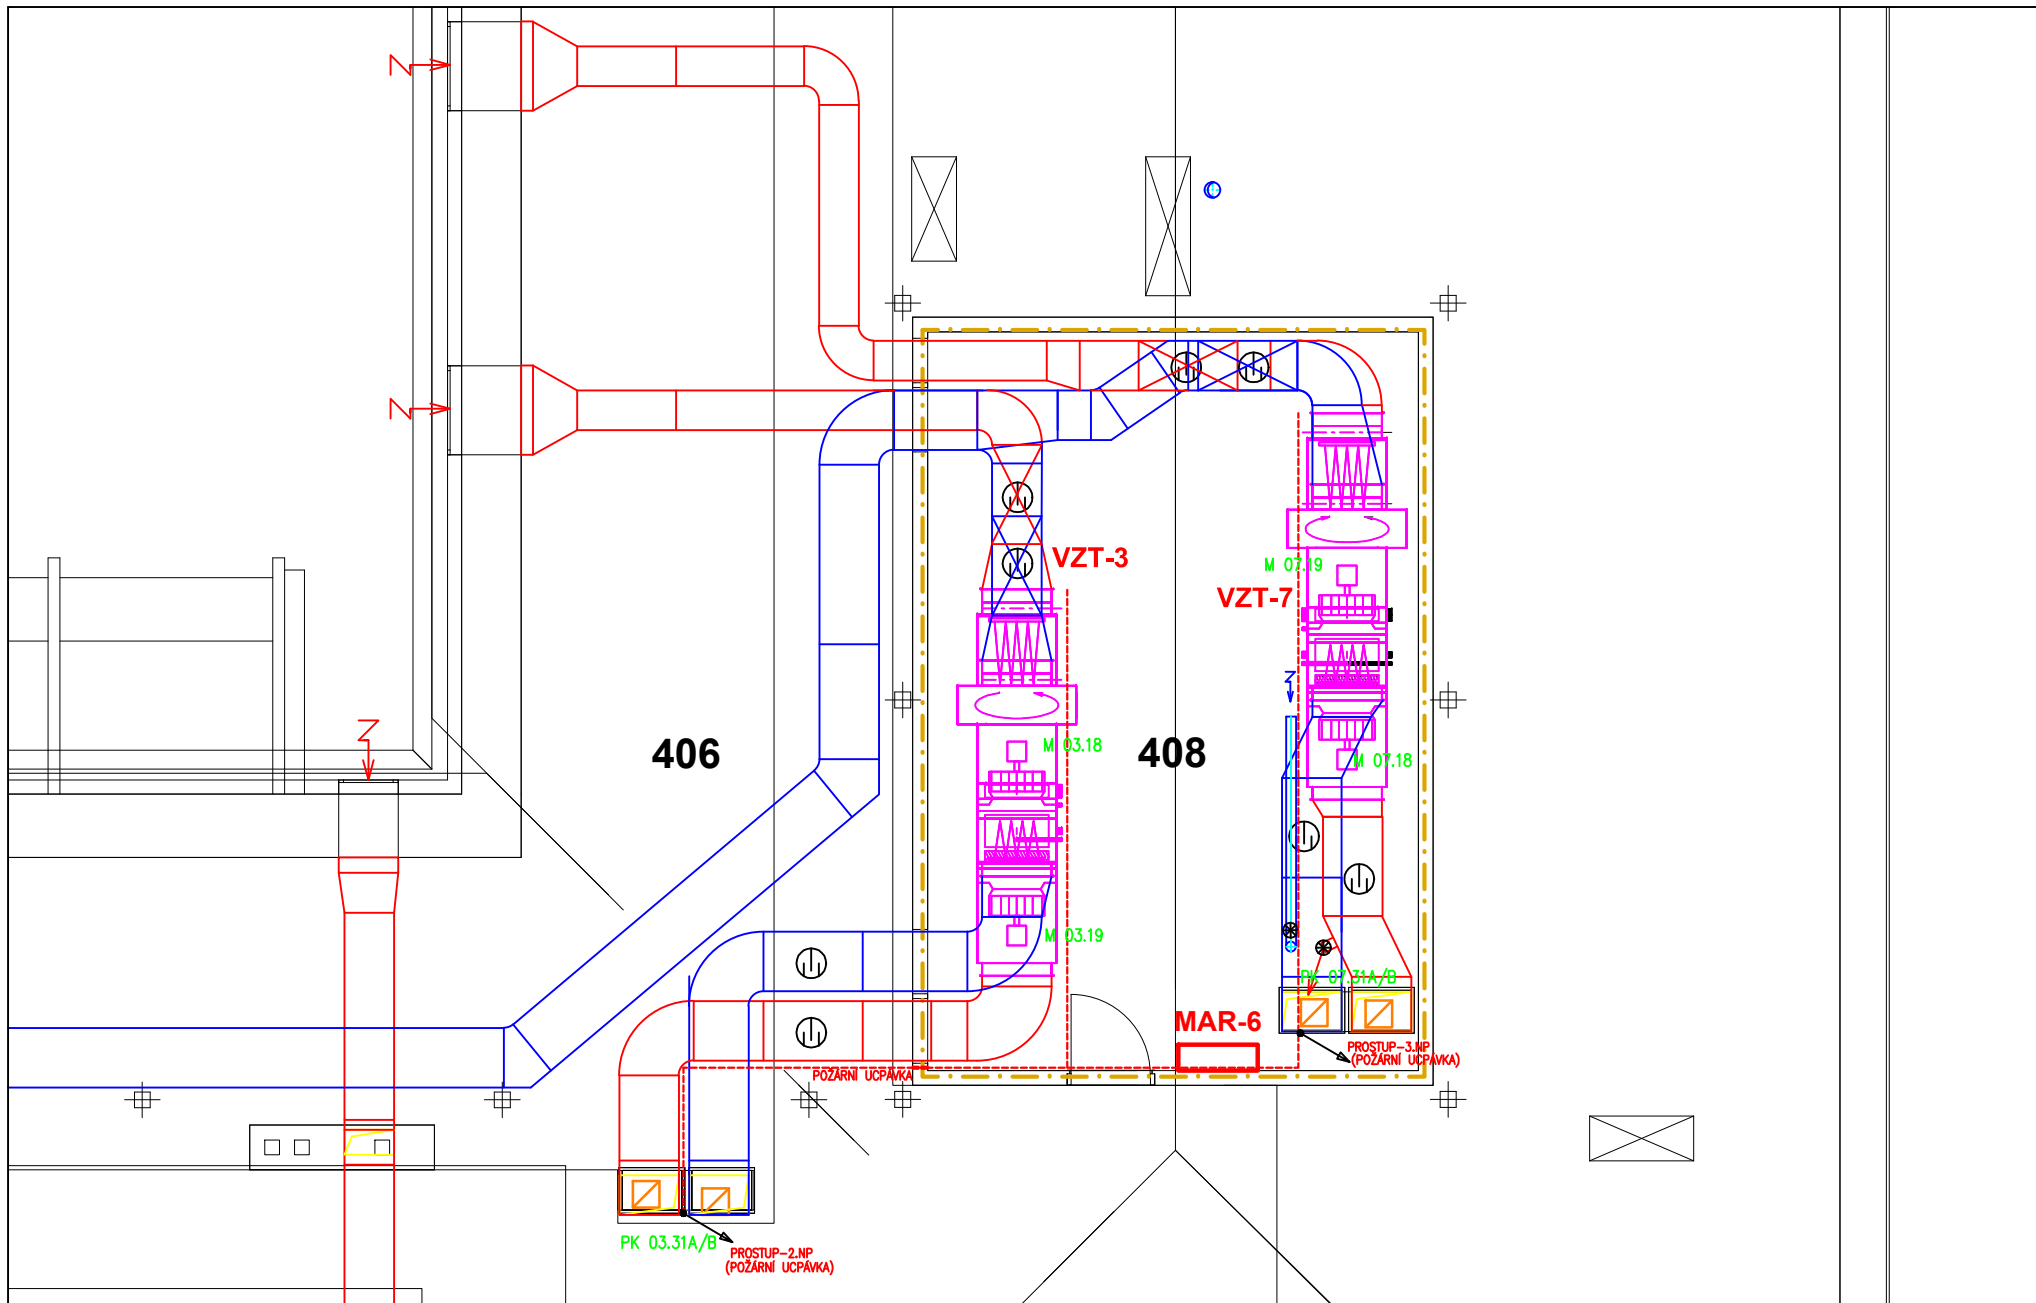 VZT-3
M 07.19
VZT-7
406
M 03.18
408
M 07.18
M 03.19
PK 07.31A/B
MAR-6
PROSTUP-3.NP
(POŽÁRNÍ UCPÁVKA)
POŽÁRNÍ UCPÁVKA
PK 03.31A/B
PROSTUP-2.NP
(POŽÁRNÍ UCPÁVKA)